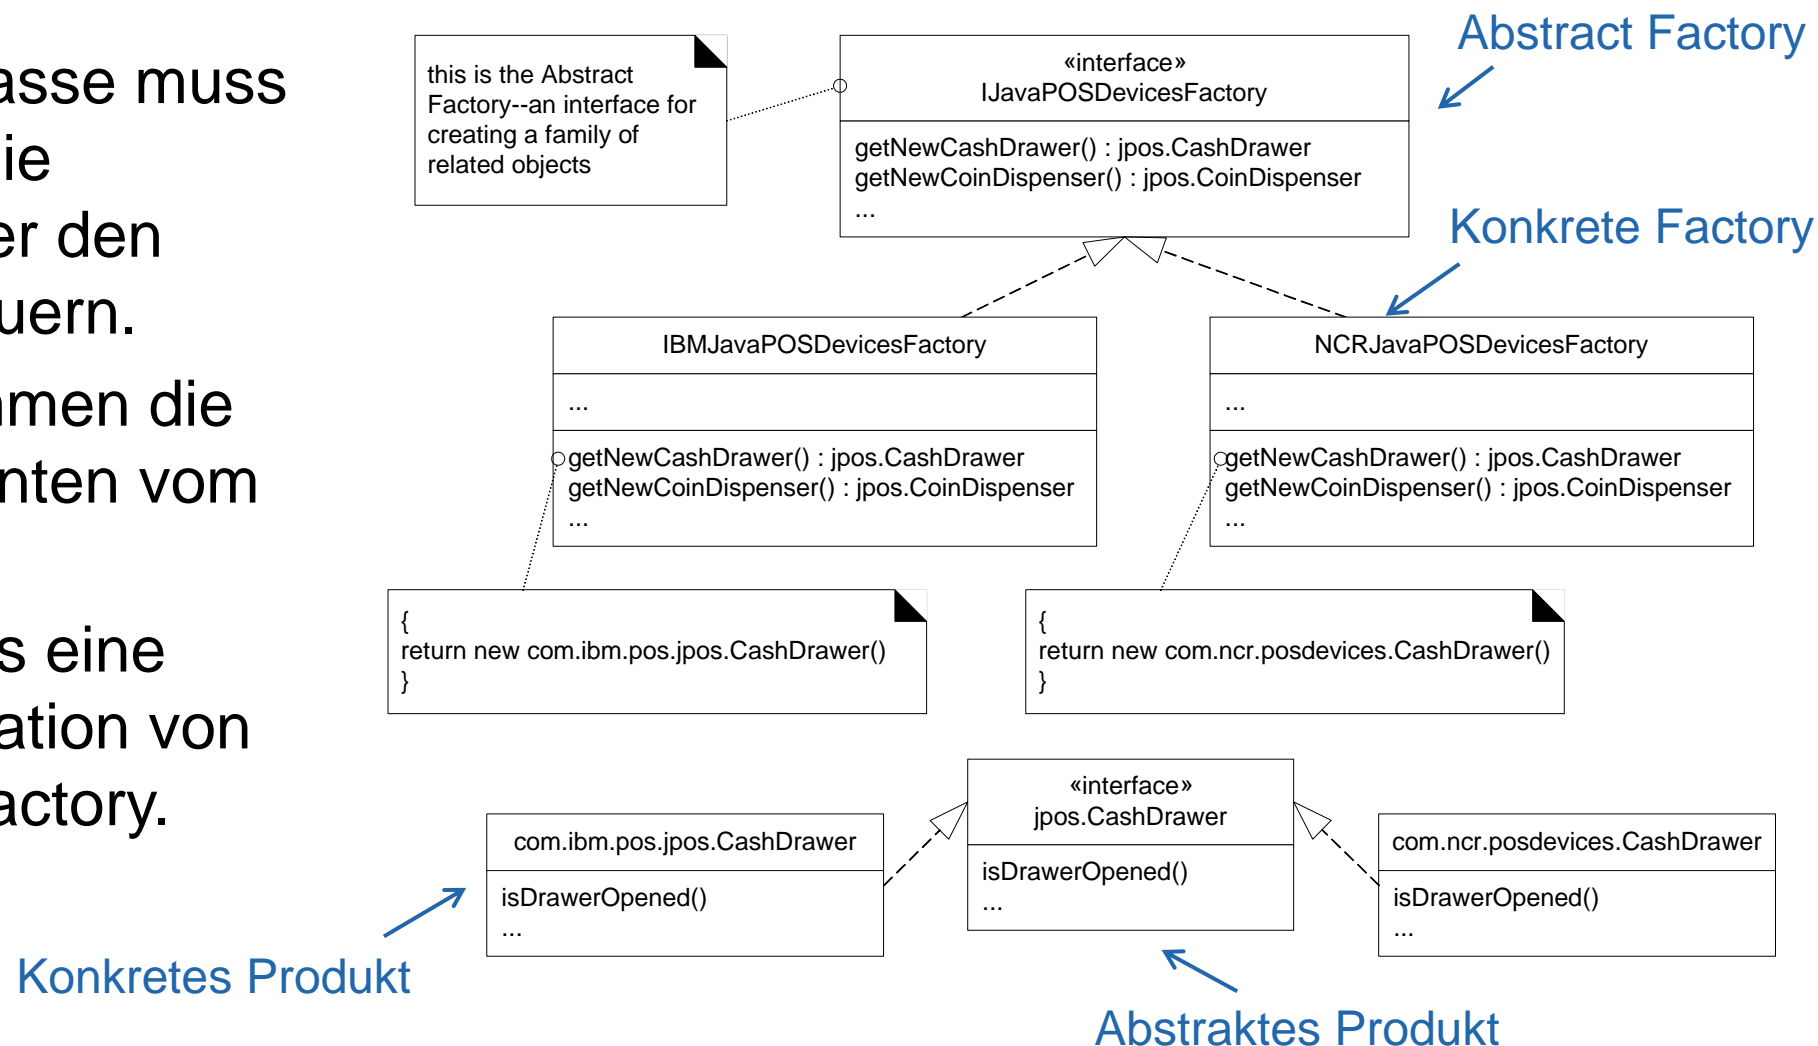 asse muss
ie
er den
uern.
men die
nten vom
s eine
ation von
actory.
this is the Abstract
Factory--an interface for
creating a family of
related objects
«interface»
IJavaPOSDevicesFactory
getNewCashDrawer() : jpos.CashDrawer
getNewCoinDispenser() : jpos.CoinDispenser
...
Abstract Factory
Konkrete Factory
IBMJavaPOSDevicesFactory
...
getNewCashDrawer() : jpos.CashDrawer
getNewCoinDispenser() : jpos.CoinDispenser
...
NCRJavaPOSDevicesFactory
...
getNewCashDrawer() : jpos.CashDrawer
getNewCoinDispenser() : jpos.CoinDispenser
...
{
return new com.ibm.pos.jpos.CashDrawer()
}
{
return new com.ncr.posdevices.CashDrawer()
}
com.ibm.pos.jpos.CashDrawer
isDrawerOpened()
...
«interface»
jpos.CashDrawer
isDrawerOpened()
...
com.ncr.posdevices.CashDrawer
isDrawerOpened()
...
Konkretes Produkt
Abstraktes Produkt